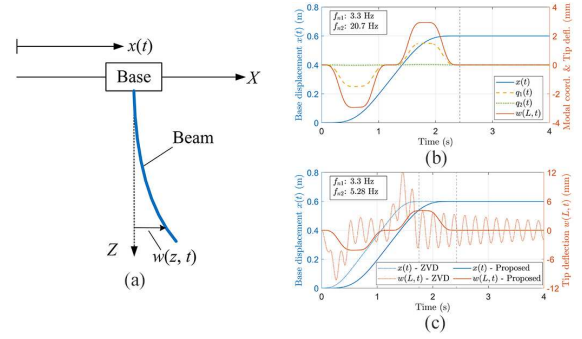 x(t)
Base
X
Beam
Z
w(z, t)
(a)
f_n1: 3.3 Hz
f_n2: 20.7 Hz
Base displacement x(t) (m)
0.8
0.6
0.4
0.2
0
0 1 2 3 4
Time (s)
4
2
0
-2
-4
Modal coord. & Tip defl. (mm)
x(t)
q₁(t)
q₂(t)
w(L, t)
(b)
f_n1: 3.3 Hz
f_n2: 5.28 Hz
Base displacement x(t) (m)
0.8
0.6
0.4
0.2
0
0 1 2 3 4
Time (s)
12
6
0
-6
-12
Tip deflection w(L, t) (mm)
x(t) - ZVD x(t) - Proposed
w(L, t) - ZVD w(L, t) - Proposed
(c)